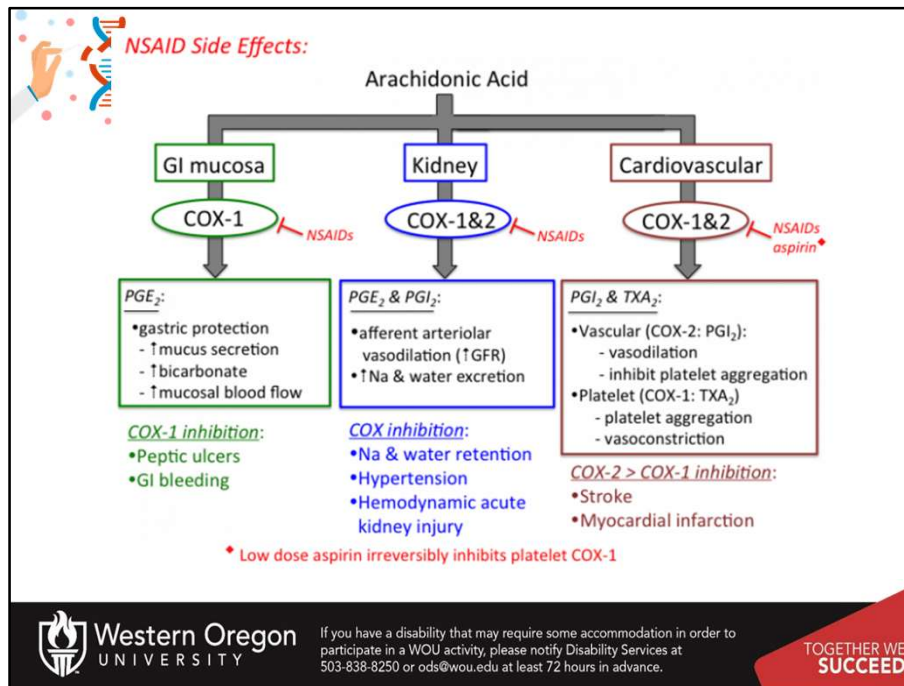 NSAID Side Effects:
Arachidonic Acid
GI mucosa
COX-1
NSAIDs
PGE₂:
•gastric protection
- ↑mucus secretion
- ↑bicarbonate
- ↑mucosal blood flow
COX-1 inhibition:
•Peptic ulcers
•GI bleeding
Kidney
COX-1&2
NSAIDs
PGE₂ & PGI₂:
•afferent arteriolar
vasodilation (↑GFR)
•↑Na & water excretion
COX inhibition:
•Na & water retention
•Hypertension
•Hemodynamic acute
kidney injury
Cardiovascular
COX-1&2
NSAIDs
aspirin◆
PGI₂ & TXA₂:
•Vascular (COX-2: PGI₂):
- vasodilation
- inhibit platelet aggregation
•Platelet (COX-1: TXA₂)
- platelet aggregation
- vasoconstriction
COX-2 > COX-1 inhibition:
•Stroke
•Myocardial infarction
◆ Low dose aspirin irreversibly inhibits platelet COX-1
Western Oregon
UNIVERSITY
If you have a disability that may require some accommodation in order to
participate in a WOU activity, please notify Disability Services at
503-838-8250 or ods@wou.edu at least 72 hours in advance.
TOGETHER WE
SUCCEED